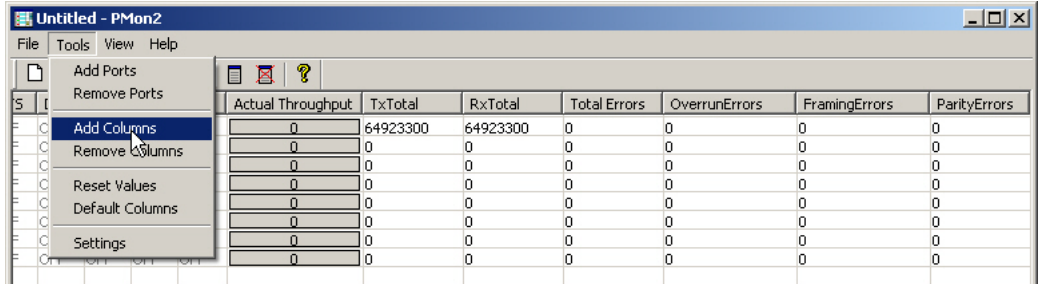 Untitled - PMon2
File Tools View Help
Add Ports
Remove Ports
Add Columns
Remove Columns
Reset Values
Default Columns
Settings
Actual Throughput TxTotal RxTotal Total Errors OverrunErrors FramingErrors ParityErrors
0 64923300 64923300 0 0 0 0
0 0 0 0 0 0 0
0 0 0 0 0 0 0
0 0 0 0 0 0 0
0 0 0 0 0 0 0
0 0 0 0 0 0 0
0 0 0 0 0 0 0
0 0 0 0 0 0 0